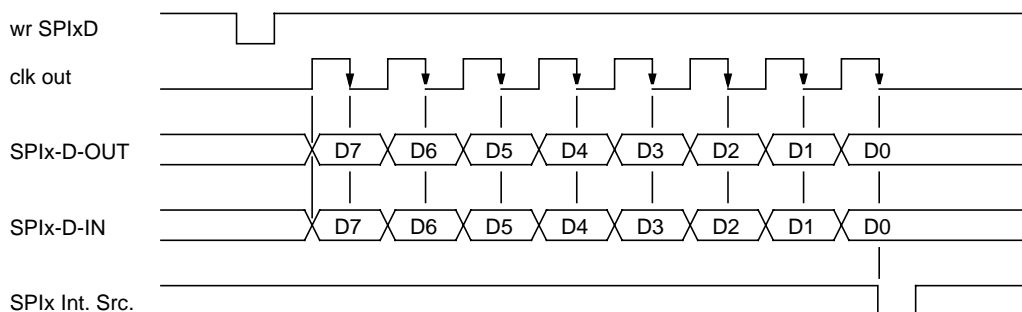 wr SPIxD
clk out
SPIx-D-OUT D7 D6 D5 D4 D3 D2 D1 D0
SPIx-D-IN D7 D6 D5 D4 D3 D2 D1 D0
SPIx Int. Src.